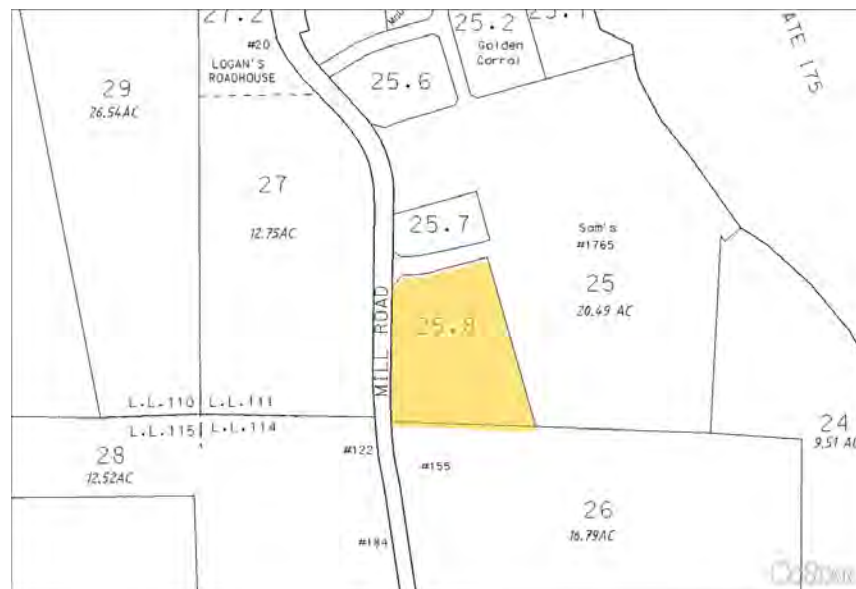 27.2
#20
LOGAN'S
ROADHOUSE
25.2
Golden
Corral
ATE 175
29
26.54AC
25.6
27
12.75AC
25.7
Sam's
#1765
25
20.49 AC
MILL ROAD
25.8
L.L.110
L.L.111
L.L.115
L.L.114
28
12.52AC
#122
#155
24
9.51 AC
26
16.79AC
#184